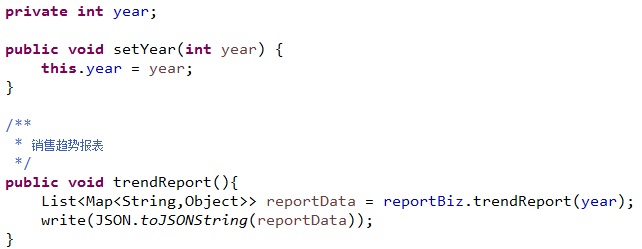 private int year;
public void setYear(int year) {
this.year = year;
}
/**
* 销售趋势报表
*/
public void trendReport(){
List<Map<String,Object>> reportData = reportBiz.trendReport(year);
write(JSON.toJSONString(reportData));
}